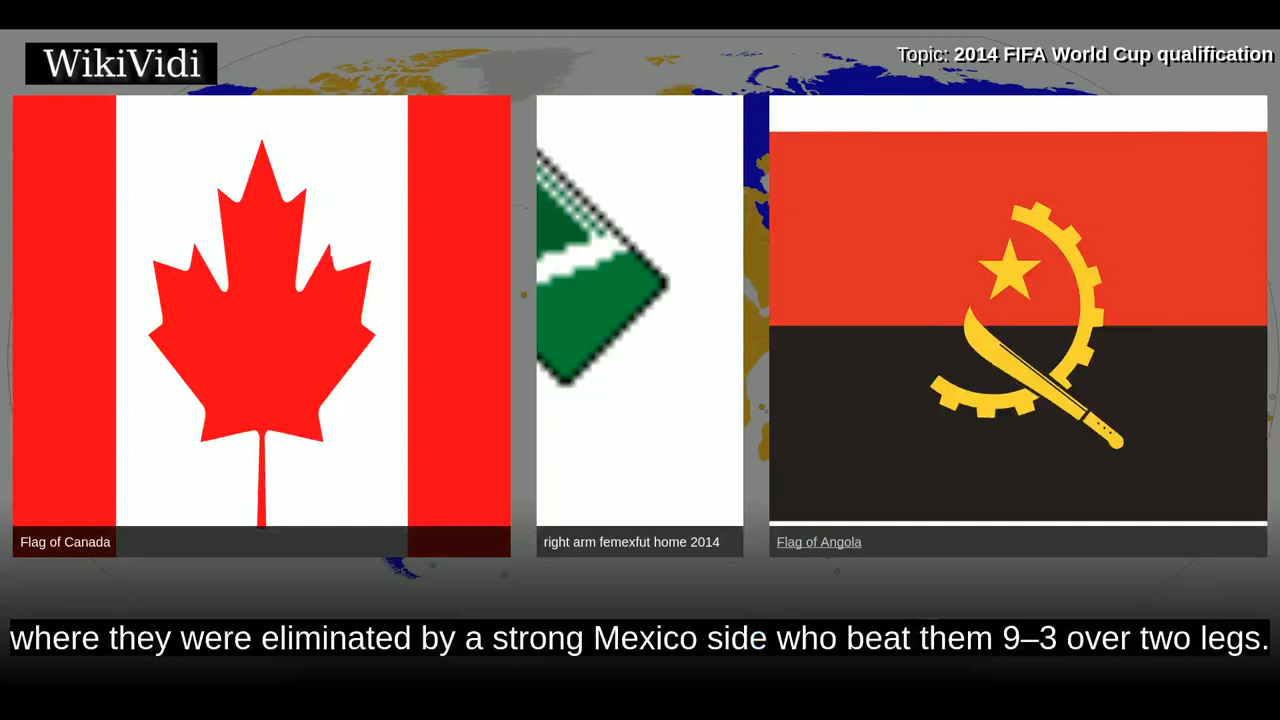 WikiVidi
Topic: 2014 FIFA World Cup qualification
Flag of Canada
right arm femexfut home 2014
Flag of Angola
where they were eliminated by a strong Mexico side who beat them 9–3 over two legs.